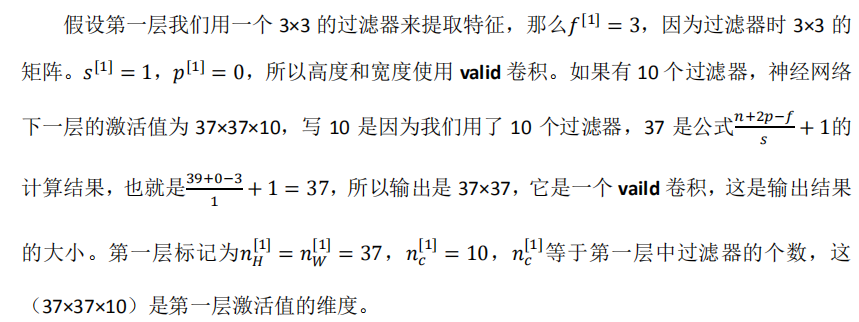 假设第一层我们用一个 3×3 的过滤器来提取特征，那么f^[1] = 3，因为过滤器时 3×3 的
矩阵。s^[1] = 1，p^[1] = 0，所以高度和宽度使用 valid 卷积。如果有 10 个过滤器，神经网络
下一层的激活值为 37×37×10，写 10 是因为我们用了 10 个过滤器，37 是公式(n+2p−f)/s + 1的
计算结果，也就是(39+0−3)/1 + 1 = 37，所以输出是 37×37，它是一个 vaild 卷积，这是输出结果
的大小。第一层标记为n_H^[1] = n_W^[1] = 37，n_c^[1] = 10，n_c^[1]等于第一层中过滤器的个数，这
（37×37×10）是第一层激活值的维度。